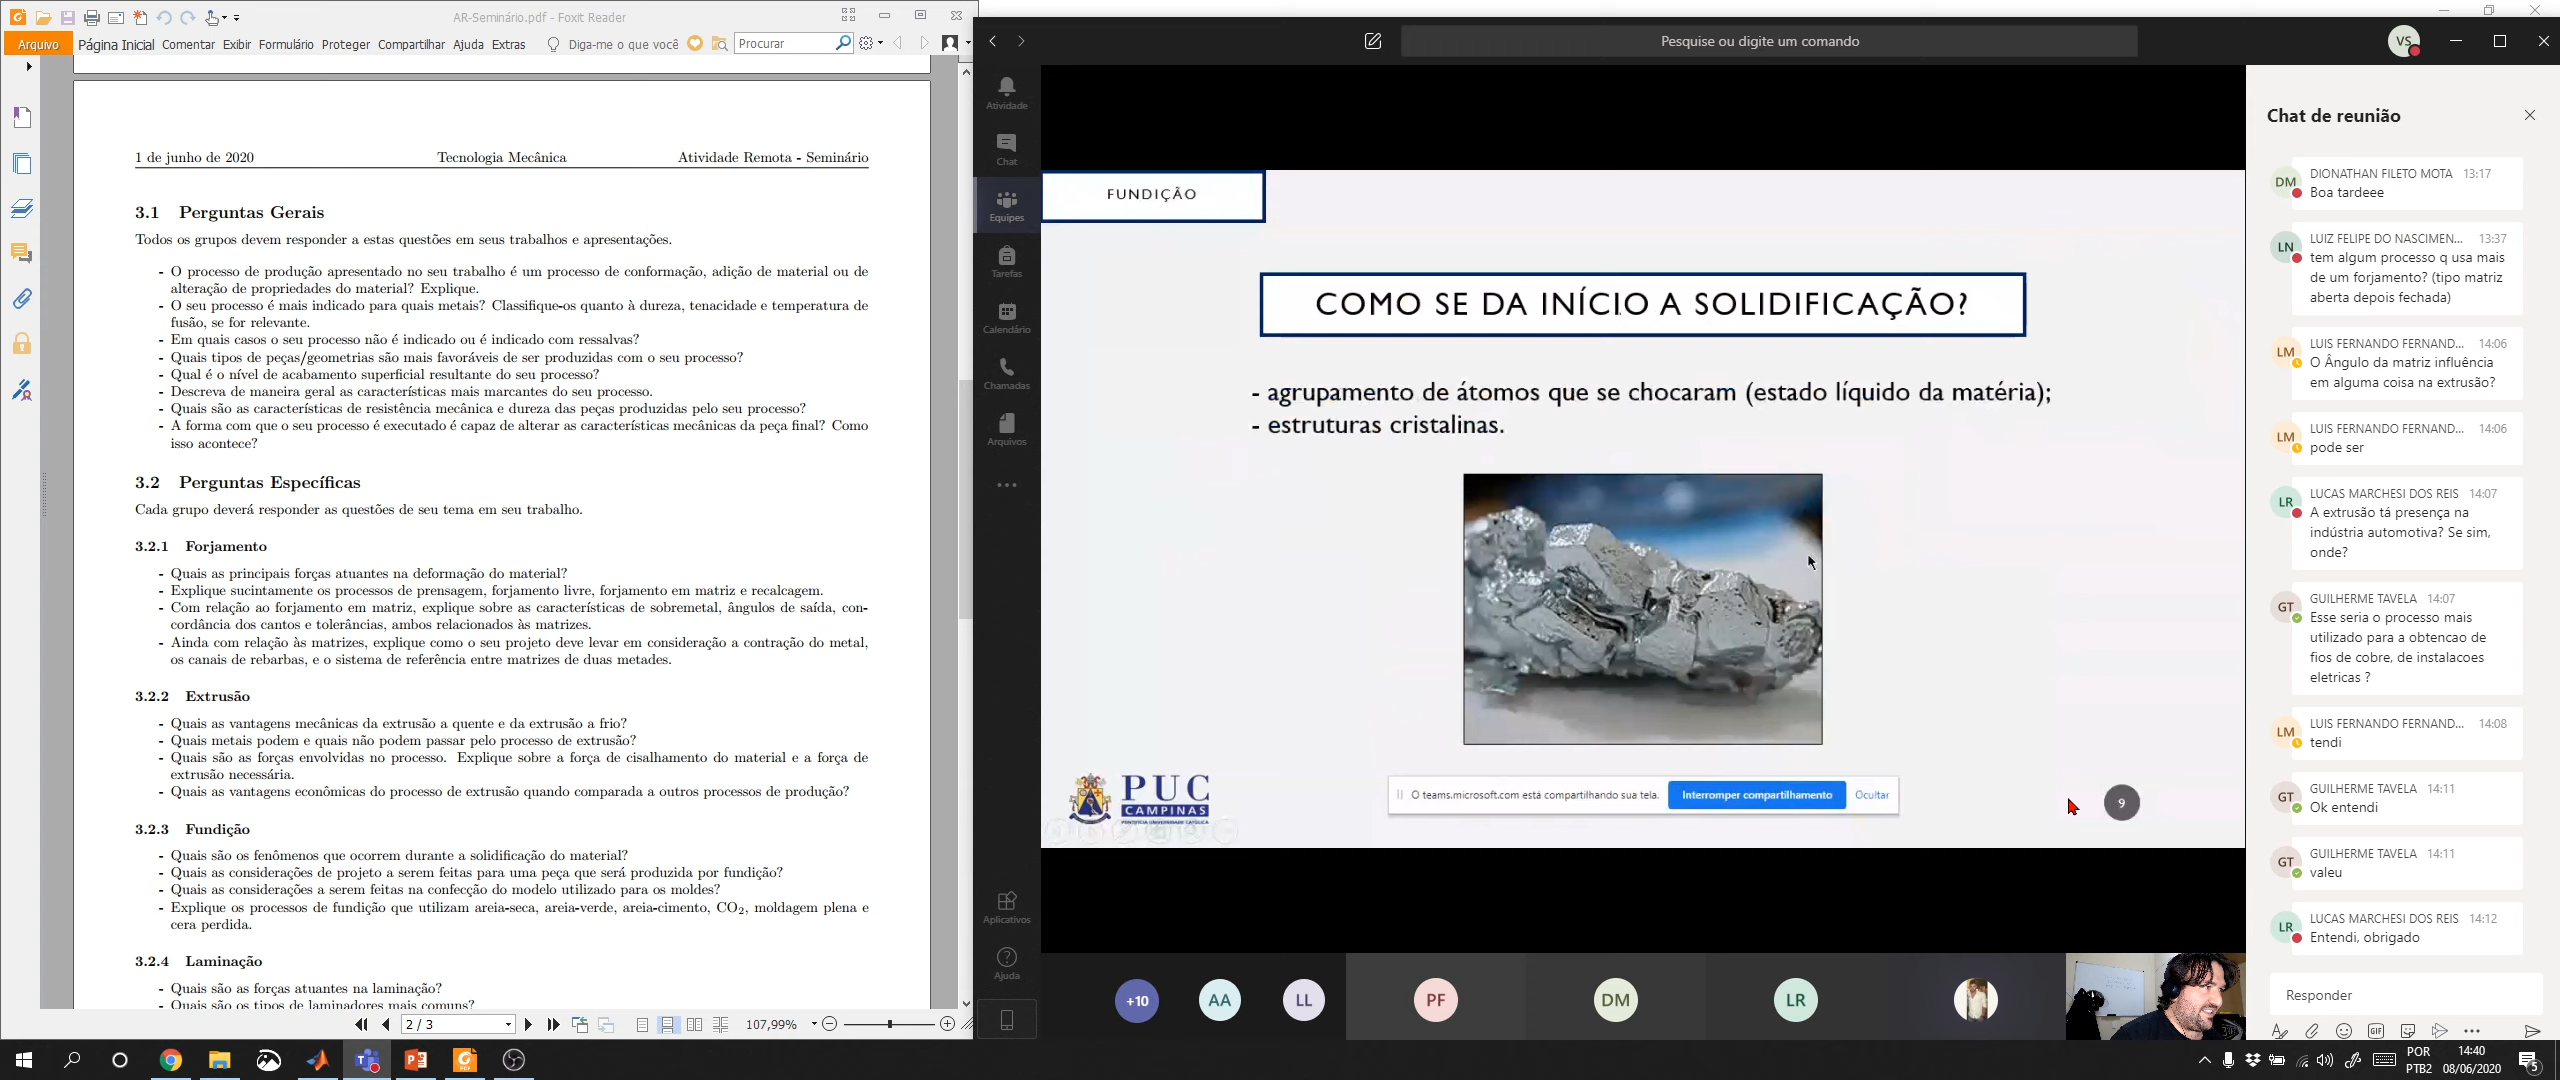 AR-Seminário.pdf - Foxit Reader
Arquivo Página Inicial Comentar Exibir Formulário Proteger Compartilhar Ajuda Extras Diga-me o que você Procurar
1 de junho de 2020 Tecnologia Mecânica Atividade Remota - Seminário
3.1 Perguntas Gerais
Todos os grupos devem responder a estas questões em seus trabalhos e apresentações.
- O processo de produção apresentado no seu trabalho é um processo de conformação, adição de material ou de
alteração de propriedades do material? Explique.
- O seu processo é mais indicado para quais metais? Classifique-os quanto à dureza, tenacidade e temperatura de
fusão, se for relevante.
- Em quais casos o seu processo não é indicado ou é indicado com ressalvas?
- Quais tipos de peças/geometrias são mais favoráveis de ser produzidas com o seu processo?
- Qual é o nível de acabamento superficial resultante do seu processo?
- Descreva de maneira geral as características mais marcantes do seu processo.
- Quais são as características de resistência mecânica e dureza das peças produzidas pelo seu processo?
- A forma com que o seu processo é executado é capaz de alterar as características mecânicas da peça final? Como
isso acontece?
3.2 Perguntas Específicas
Cada grupo deverá responder as questões de seu tema em seu trabalho.
3.2.1 Forjamento
- Quais as principais forças atuantes na deformação do material?
- Explique sucintamente os processos de prensagem, forjamento livre, forjamento em matriz e recalcagem.
- Com relação ao forjamento em matriz, explique sobre as características de sobremetal, ângulos de saída, con-
cordância dos cantos e tolerâncias, ambos relacionados às matrizes.
- Ainda com relação às matrizes, explique como o seu projeto deve levar em consideração a contração do metal,
os canais de rebarbas, e o sistema de referência entre matrizes de duas metades.
3.2.2 Extrusão
- Quais as vantagens mecânicas da extrusão a quente e da extrusão a frio?
- Quais metais podem e quais não podem passar pelo processo de extrusão?
- Quais são as forças envolvidas no processo. Explique sobre a força de cisalhamento do material e a força de
extrusão necessária.
- Quais as vantagens econômicas do processo de extrusão quando comparada a outros processos de produção?
3.2.3 Fundição
- Quais são os fenômenos que ocorrem durante a solidificação do material?
- Quais as considerações de projeto a serem feitas para uma peça que será produzida por fundição?
- Quais as considerações a serem feitas na confecção do modelo utilizado para os moldes?
- Explique os processos de fundição que utilizam areia-seca, areia-verde, areia-cimento, CO2, moldagem plena e
cera perdida.
3.2.4 Laminação
- Quais são as forças atuantes na laminação?
- Quais são os tipos de laminadores mais comuns?
2 / 3 107,99%
Pesquise ou digite um comando
VS
Atividade
Chat
Equipes
Tarefas
Calendário
Chamadas
Arquivos
Aplicativos
Ajuda
FUNDIÇÃO
COMO SE DA INÍCIO A SOLIDIFICAÇÃO?
- agrupamento de átomos que se chocaram (estado líquido da matéria);
- estruturas cristalinas.
PUC
CAMPINAS
PONTIFÍCIA UNIVERSIDADE CATÓLICA
O teams.microsoft.com está compartilhando sua tela. Interromper compartilhamento Ocultar
9
+10 AA LL PF DM LR
Chat de reunião
DM DIONATHAN FILETO MOTA 13:17
Boa tardeee
LN LUIZ FELIPE DO NASCIMEN... 13:37
tem algum processo q usa mais
de um forjamento? (tipo matriz
aberta depois fechada)
LM LUIS FERNANDO FERNAND... 14:06
O Ângulo da matriz influência
em alguma coisa na extrusão?
LM LUIS FERNANDO FERNAND... 14:06
pode ser
LR LUCAS MARCHESI DOS REIS 14:07
A extrusão tá presença na
indústria automotiva? Se sim,
onde?
GT GUILHERME TAVELA 14:07
Esse seria o processo mais
utilizado para a obtencao de
fios de cobre, de instalacoes
eletricas ?
LM LUIS FERNANDO FERNAND... 14:08
tendi
GT GUILHERME TAVELA 14:11
Ok entendi
GT GUILHERME TAVELA 14:11
valeu
LR LUCAS MARCHESI DOS REIS 14:12
Entendi, obrigado
Responder
GIF
POR 14:40
PTB2 08/06/2020 5